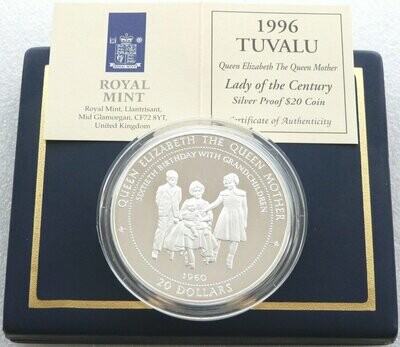 ROYAL
MINT
Royal Mint, Llantrisant,
Mid Glamorgan, CF72 8YT,
United Kingdom
1996
TUVALU
Queen Elizabeth The Queen Mother
Lady of the Century
Silver Proof $20 Coin
Certificate of Authenticity
QUEEN ELIZABETH THE QUEEN MOTHER
SIXTIETH BIRTHDAY WITH GRANDCHILDREN
1960
20 DOLLARS